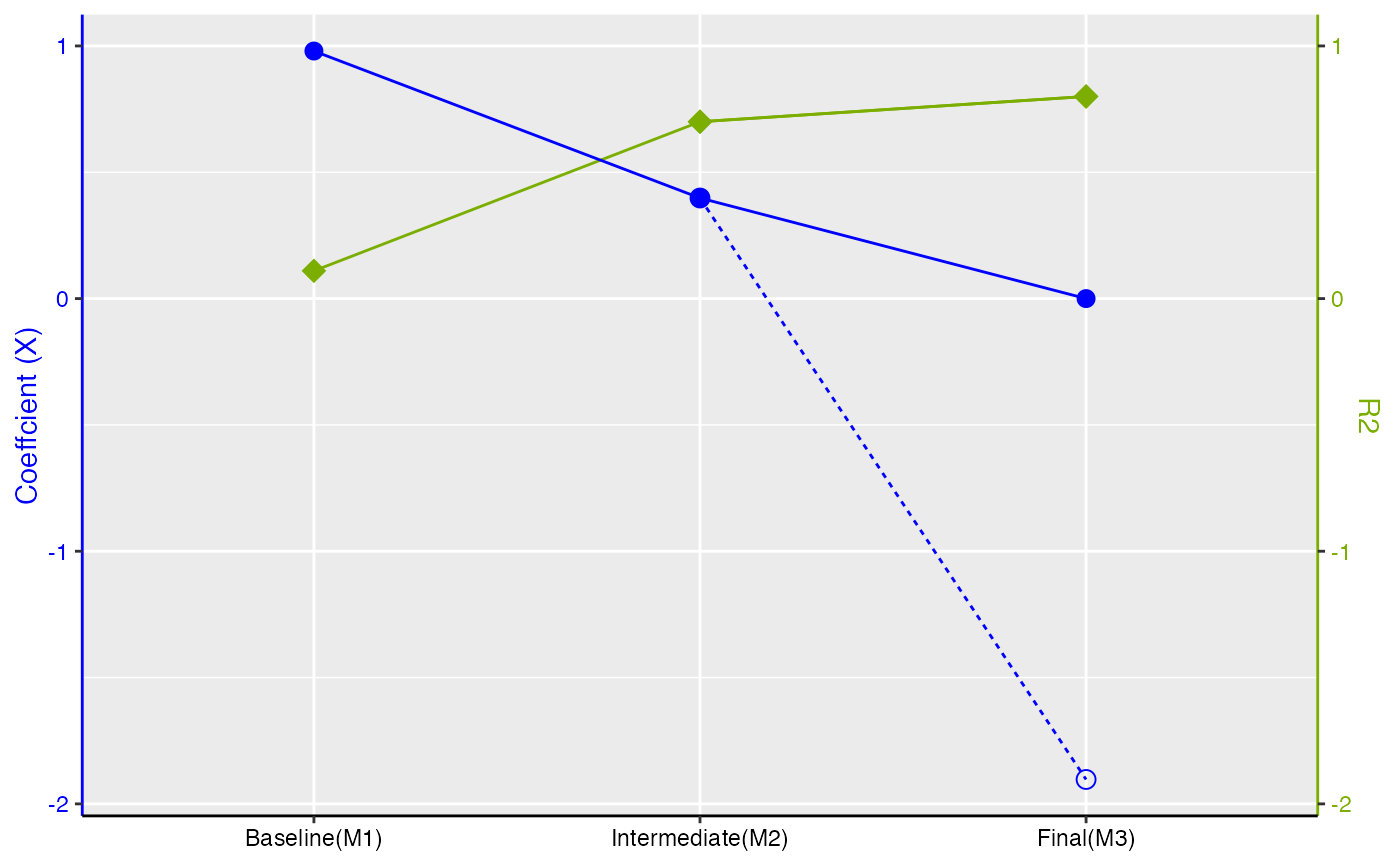 Coeffcient (X)
1
0
-1
-2
1
0
-1
-2
R2
Baseline(M1) Intermediate(M2) Final(M3)